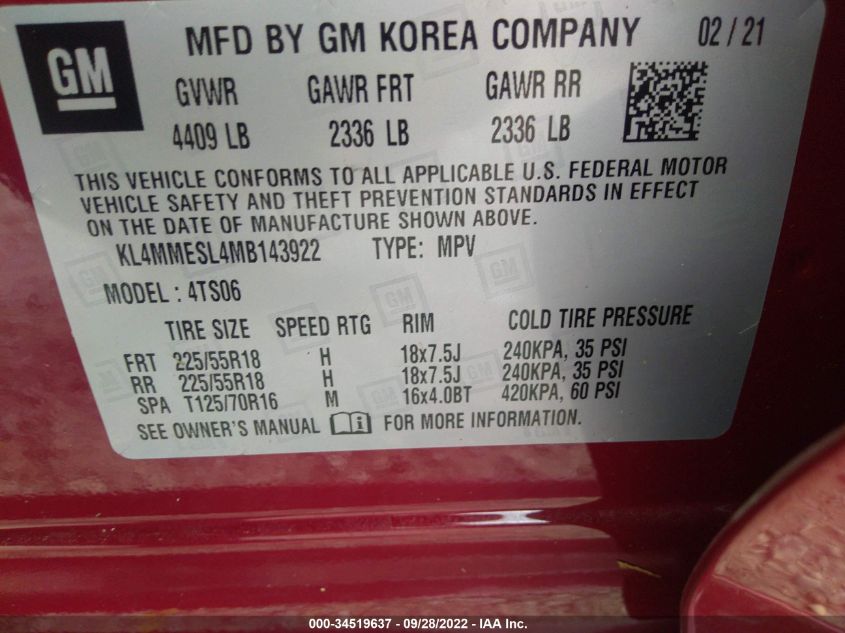 GM
MFD BY GM KOREA COMPANY 02 / 21
GVWR GAWR FRT GAWR RR
4409 LB 2336 LB 2336 LB
THIS VEHICLE CONFORMS TO ALL APPLICABLE U.S. FEDERAL MOTOR
VEHICLE SAFETY AND THEFT PREVENTION STANDARDS IN EFFECT
ON THE DATE OF MANUFACTURE SHOWN ABOVE.
KL4MMESL4MB143922 TYPE: MPV
MODEL : 4TS06
TIRE SIZE SPEED RTG RIM COLD TIRE PRESSURE
FRT 225/55R18 H 18x7.5J 240KPA, 35 PSI
RR 225/55R18 H 18x7.5J 240KPA, 35 PSI
SPA T125/70R16 M 16x4.0BT 420KPA, 60 PSI
SEE OWNER'S MANUAL FOR MORE INFORMATION.
000-34519637 - 09/28/2022 - IAA Inc.